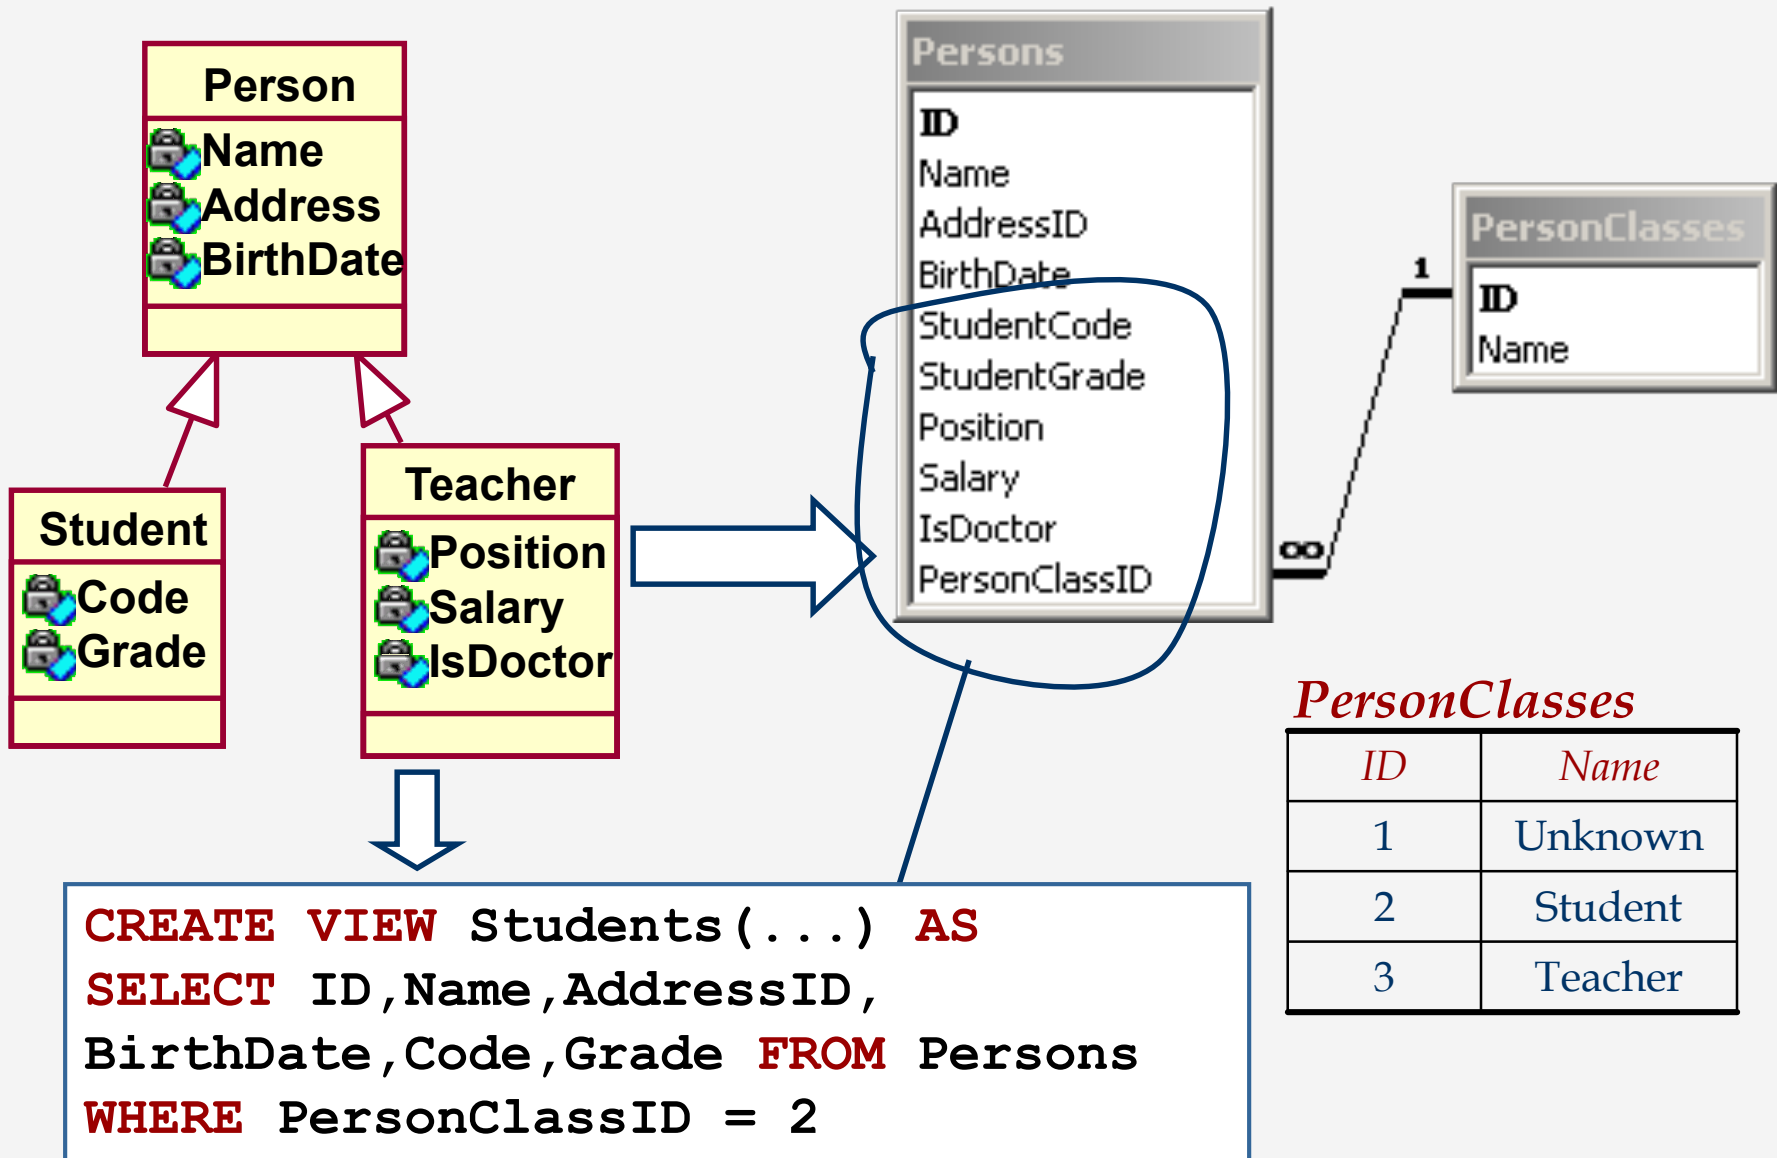 Person
Name
Address
BirthDate
Student
Code
Grade
Teacher
Position
Salary
IsDoctor
Persons
ID
Name
AddressID
BirthDate
StudentCode
StudentGrade
Position
Salary
IsDoctor
PersonClassID
1
∞
PersonClasses
ID
Name
PersonClasses
ID Name
1 Unknown
2 Student
3 Teacher
CREATE VIEW Students(...) AS
SELECT ID,Name,AddressID,
BirthDate,Code,Grade FROM Persons
WHERE PersonClassID = 2